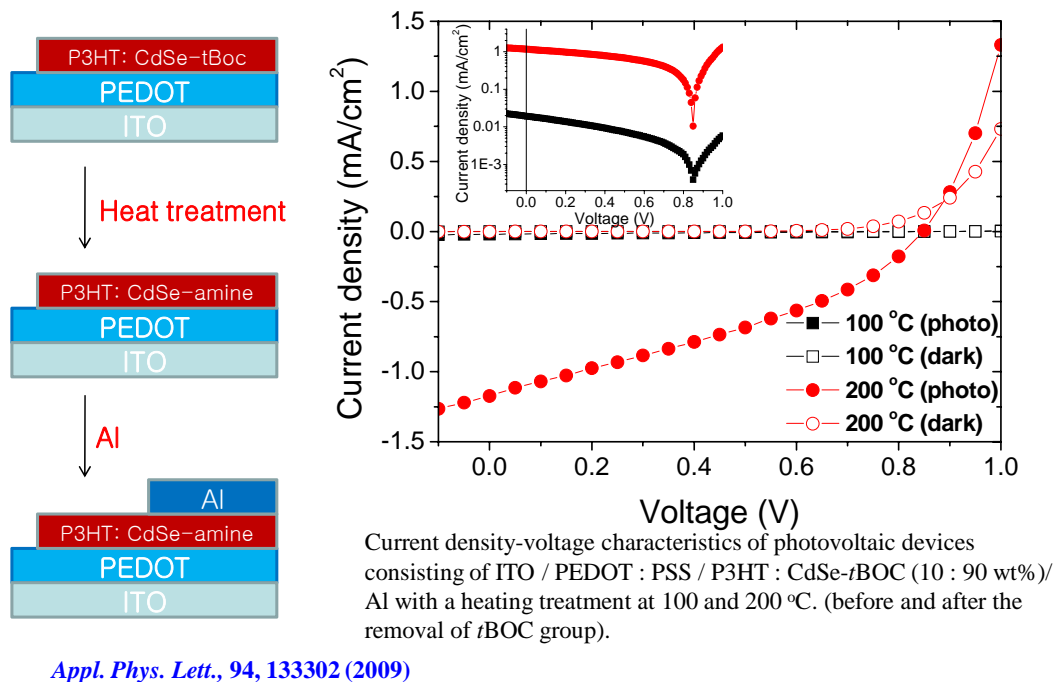 P3HT: CdSe-tBoc
PEDOT
ITO
Heat treatment
P3HT: CdSe-amine
PEDOT
ITO
Al
Al
P3HT: CdSe-amine
PEDOT
ITO
Current density (mA/cm²)
1.5
1.0
0.5
0.0
-0.5
-1.0
-1.5
0.0 0.2 0.4 0.6 0.8 1.0
Voltage (V)
Current density (mA/cm²)
1
0.1
0.01
1E-3
0.0 0.2 0.4 0.6 0.8 1.0
Voltage (V)
100 °C (photo)
100 °C (dark)
200 °C (photo)
200 °C (dark)
Current density-voltage characteristics of photovoltaic devices
consisting of ITO / PEDOT : PSS / P3HT : CdSe-tBOC (10 : 90 wt%)/
Al with a heating treatment at 100 and 200 °C. (before and after the
removal of tBOC group).
Appl. Phys. Lett., 94, 133302 (2009)